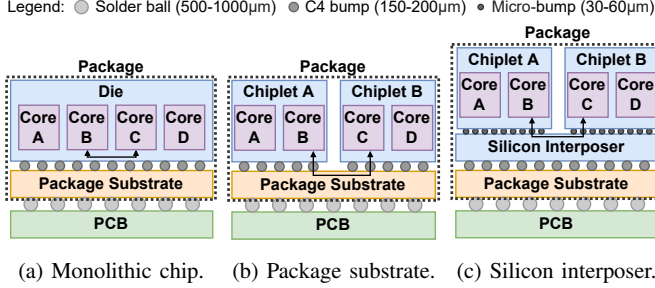 Legend: Solder ball (500-1000μm) C4 bump (150-200μm) Micro-bump (30-60μm)
Package
Die
Core A
Core B
Core C
Core D
Package Substrate
PCB
(a) Monolithic chip.
Package
Chiplet A
Chiplet B
Core A
Core B
Core C
Core D
Package Substrate
PCB
(b) Package substrate.
Package
Chiplet A
Chiplet B
Core A
Core B
Core C
Core D
Silicon Interposer
Package Substrate
PCB
(c) Silicon interposer.